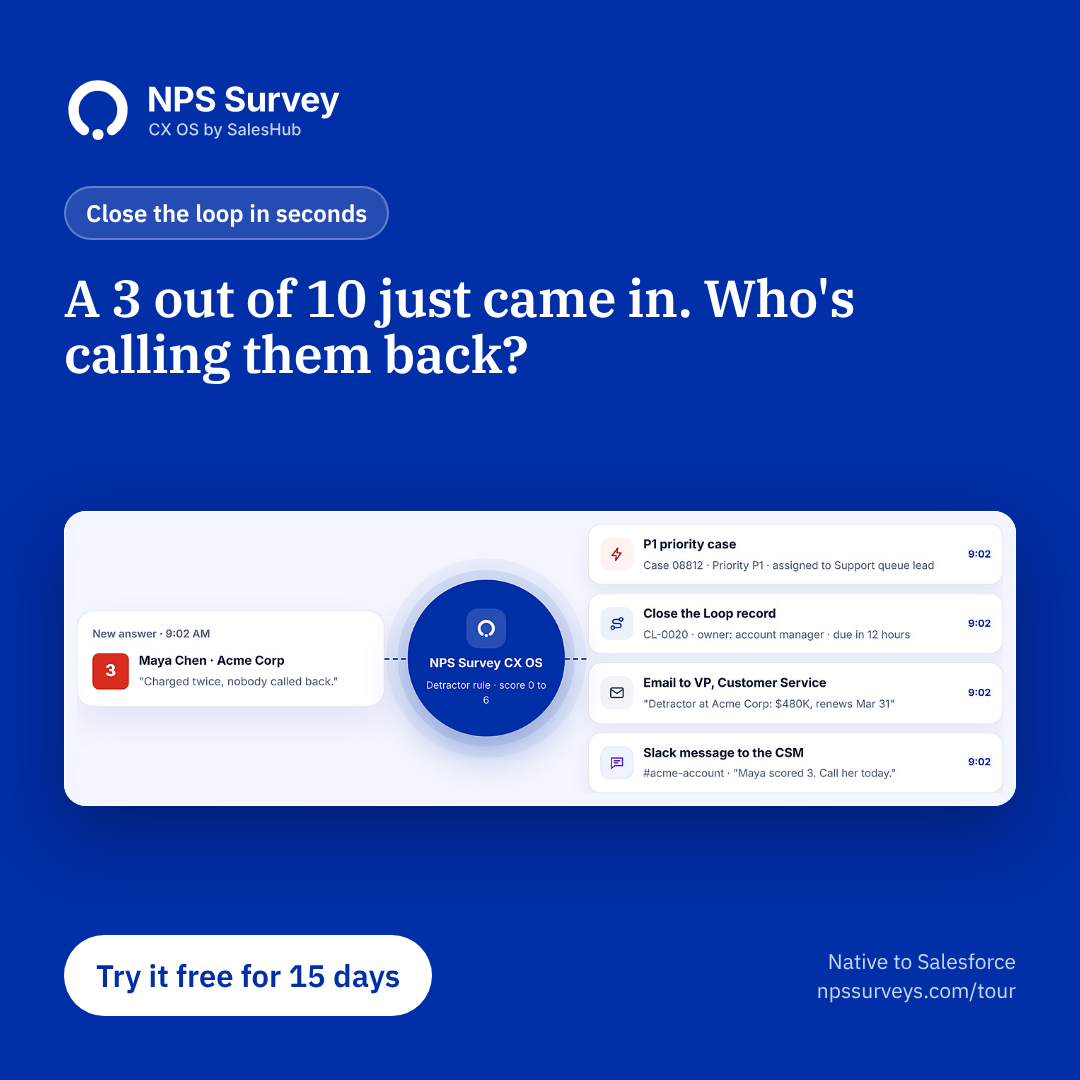 NPS Survey
CX OS by SalesHub
Close the loop in seconds
A 3 out of 10 just came in. Who's
calling them back?
New answer · 9:02 AM
3
Maya Chen · Acme Corp
"Charged twice, nobody called back."
NPS Survey CX OS
Detractor rule · score 0 to
6
P1 priority case
Case 08812 · Priority P1 · assigned to Support queue lead
9:02
Close the Loop record
CL-0020 · owner: account manager · due in 12 hours
9:02
Email to VP, Customer Service
"Detractor at Acme Corp: $480K, renews Mar 31"
9:02
Slack message to the CSM
#acme-account · "Maya scored 3. Call her today."
9:02
Try it free for 15 days
Native to Salesforce
npssurveys.com/tour